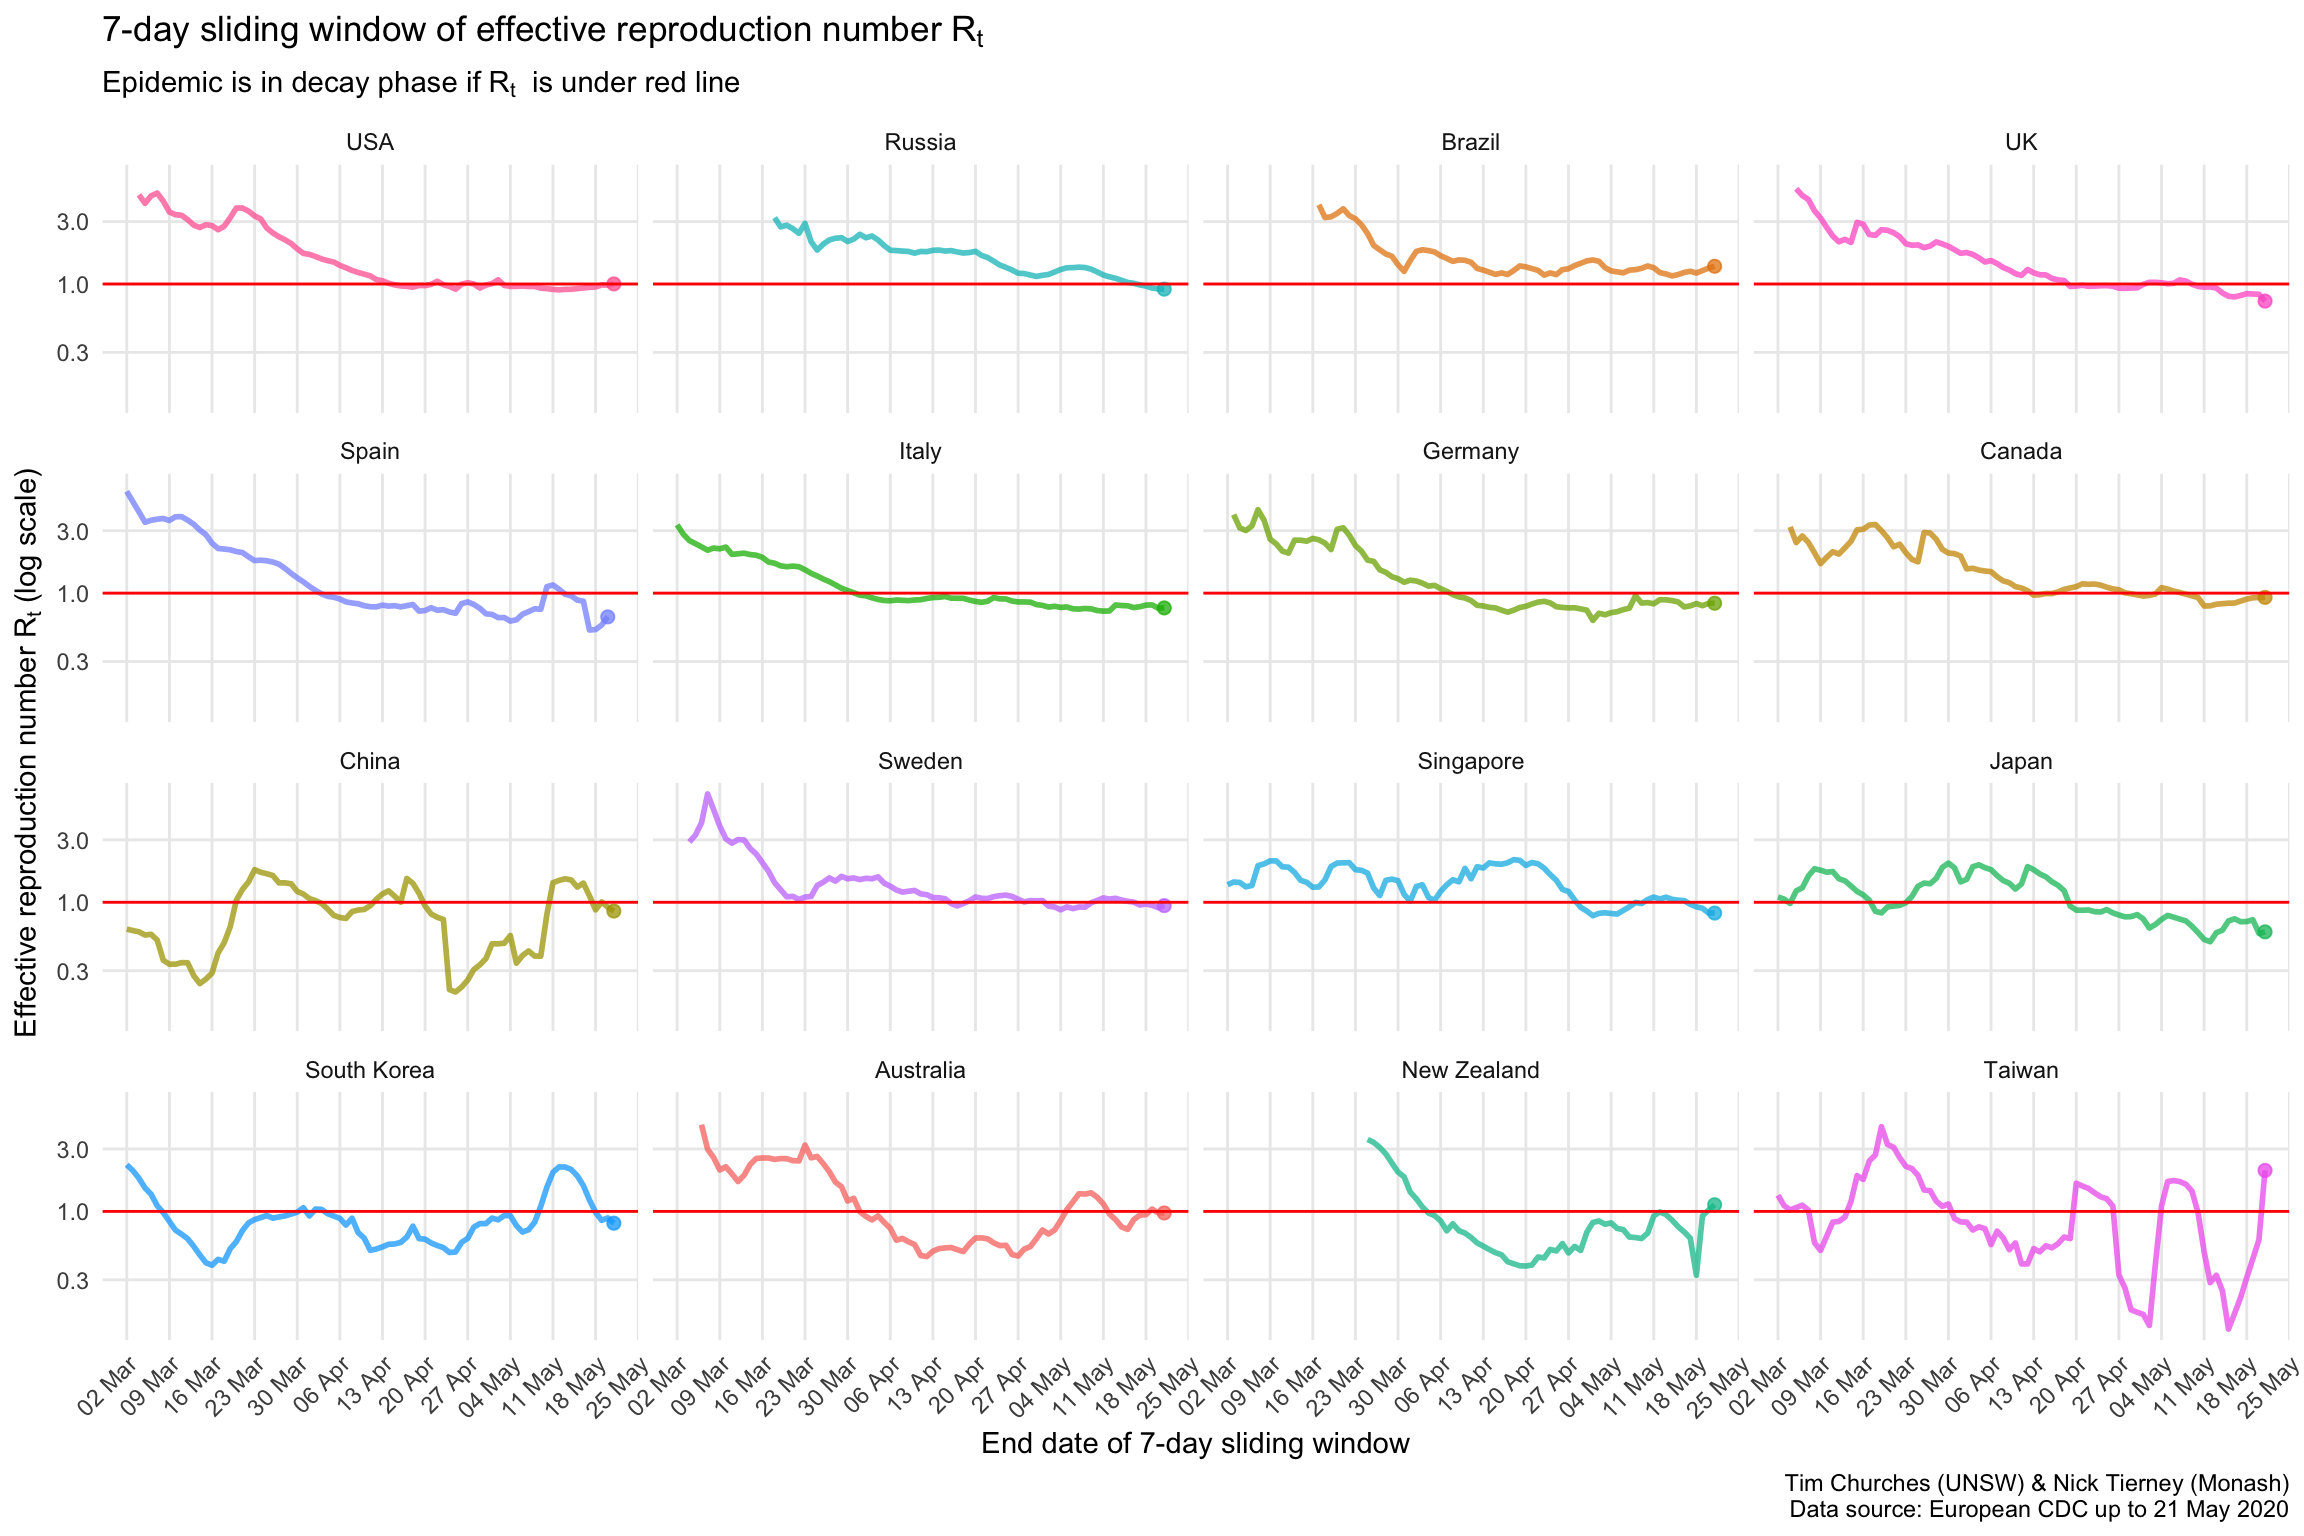 7-day sliding window of effective reproduction number Rt
Epidemic is in decay phase if Rt is under red line
USA Russia Brazil UK
3.0
1.0
0.3
Spain Italy Germany Canada
3.0
1.0
0.3
China Sweden Singapore Japan
3.0
1.0
0.3
South Korea Australia New Zealand Taiwan
3.0
1.0
0.3
Effective reproduction number Rt (log scale)
02 Mar 09 Mar 16 Mar 23 Mar 30 Mar 06 Apr 13 Apr 20 Apr 27 Apr 04 May 11 May 18 May 25 May 02 Mar 09 Mar 16 Mar 23 Mar 30 Mar 06 Apr 13 Apr 20 Apr 27 Apr 04 May 11 May 18 May 25 May 02 Mar 09 Mar 16 Mar 23 Mar 30 Mar 06 Apr 13 Apr 20 Apr 27 Apr 04 May 11 May 18 May 25 May 02 Mar 09 Mar 16 Mar 23 Mar 30 Mar 06 Apr 13 Apr 20 Apr 27 Apr 04 May 11 May 18 May 25 May
End date of 7-day sliding window
Tim Churches (UNSW) & Nick Tierney (Monash)
Data source: European CDC up to 21 May 2020